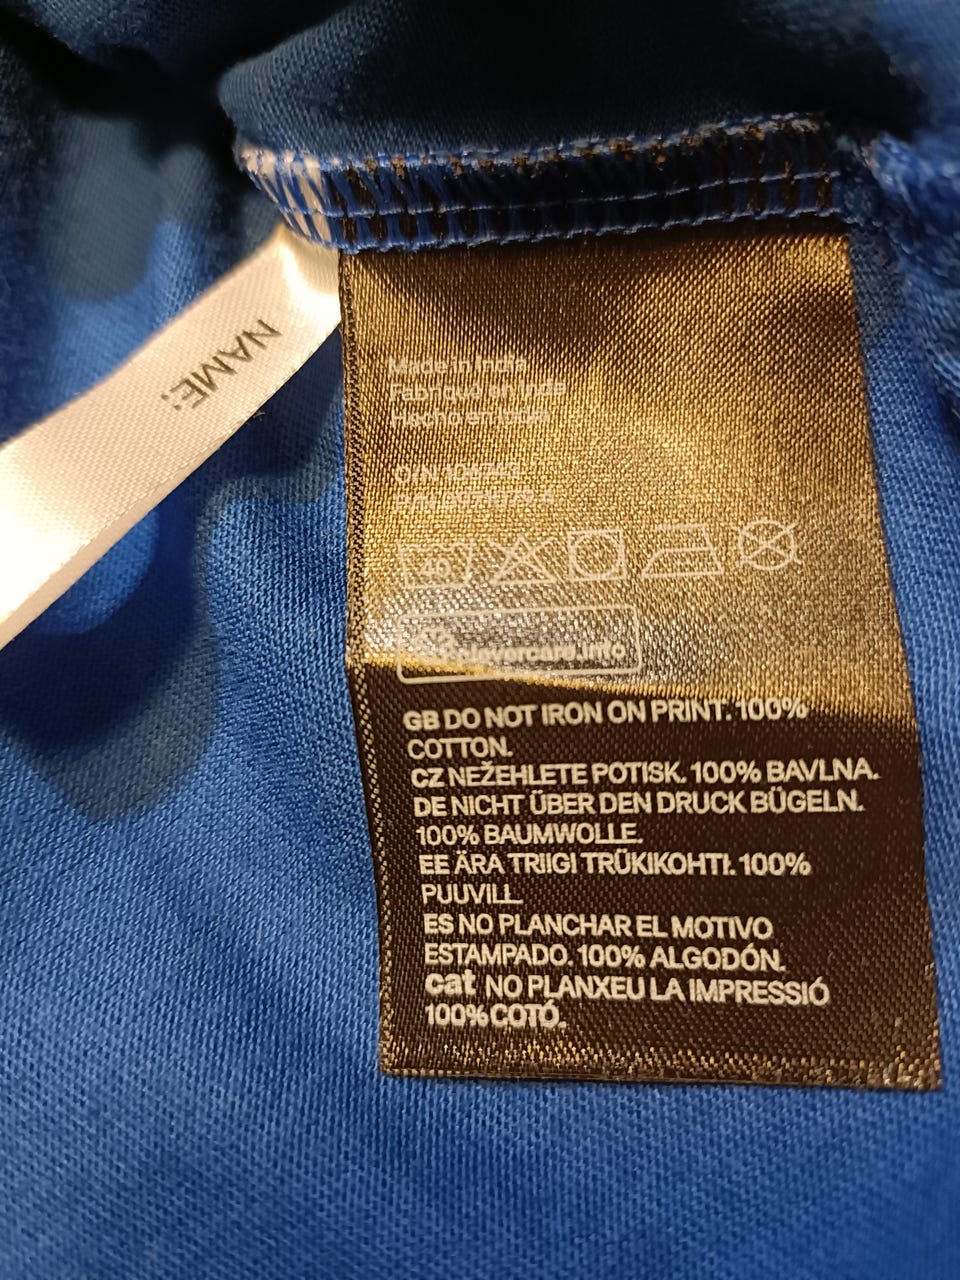 NAME:
Made in India
Fabriqué en Inde
Hecho en India
40
clevercare.info
GB DO NOT IRON ON PRINT. 100%
COTTON.
CZ NEŽEHLETE POTISK. 100% BAVLNA.
DE NICHT ÜBER DEN DRUCK BÜGELN.
100% BAUMWOLLE.
EE ÄRA TRIIGI TRÜKIKOHTI. 100%
PUUVILL
ES NO PLANCHAR EL MOTIVO
ESTAMPADO. 100% ALGODÓN.
cat NO PLANXEU LA IMPRESSIÓ
100% COTÓ.